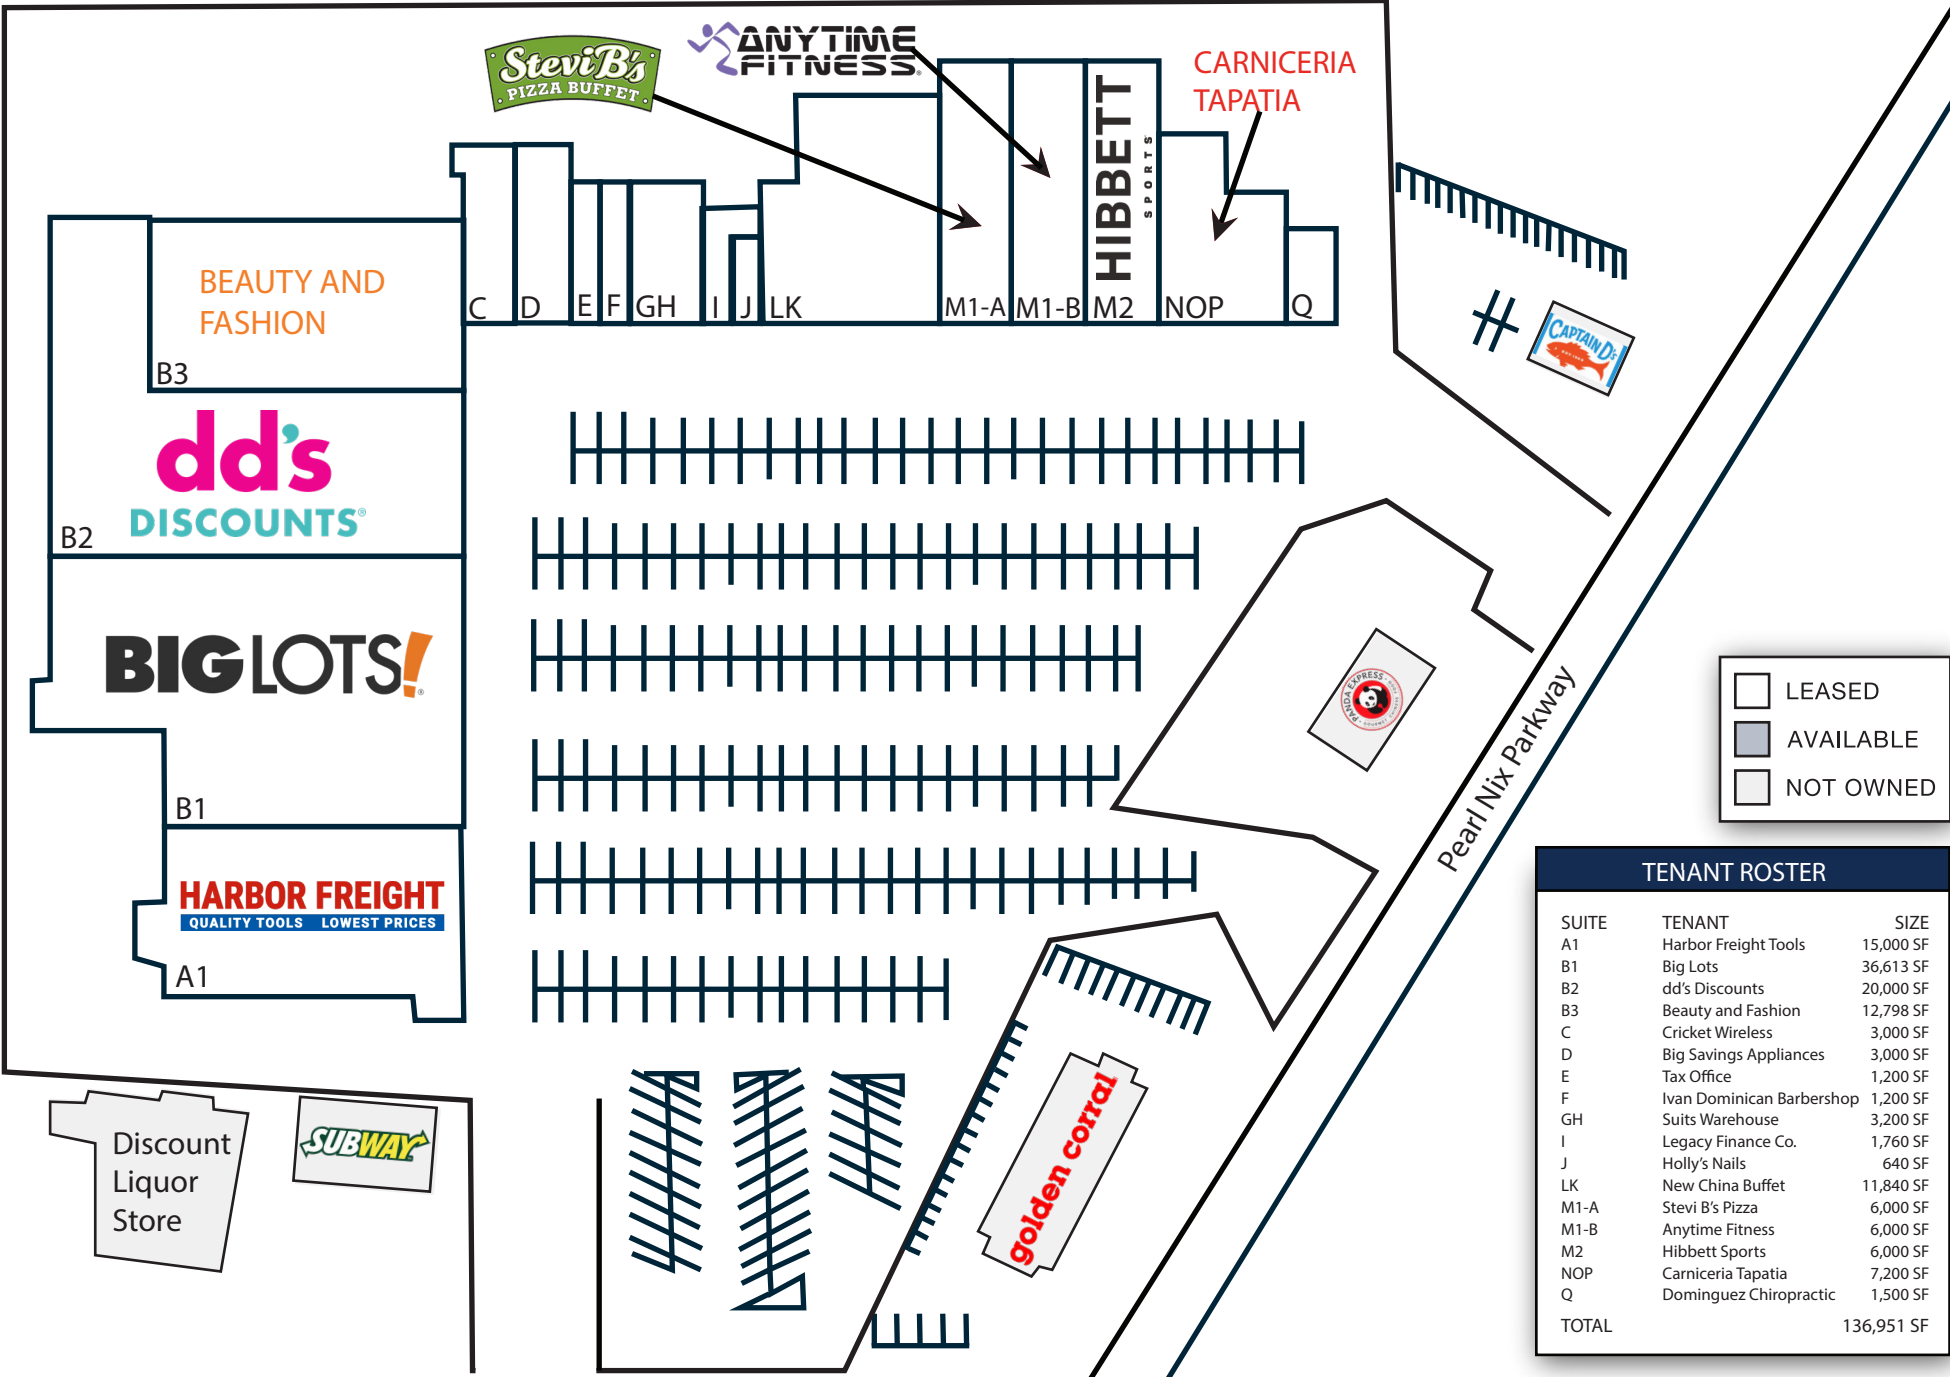 SteviB's
PIZZA BUFFET
ANYTIME
FITNESS®
CARNICERIA
TAPATIA
HIBBETT
SPORTS
BEAUTY AND
FASHION
B3
C
D
E
F
GH
I
J
LK
M1-A
M1-B
M2
NOP
Q
CAPTAIN D's
dd's
DISCOUNTS®
B2
BIG LOTS!®
B1
HARBOR FREIGHT
QUALITY TOOLS LOWEST PRICES
A1
PANDA EXPRESS
GOURMET CHINESE
Pearl Nix Parkway
Discount
Liquor
Store
SUBWAY
golden corral
LEASED
AVAILABLE
NOT OWNED
TENANT ROSTER
SUITE TENANT SIZE
A1 Harbor Freight Tools 15,000 SF
B1 Big Lots 36,613 SF
B2 dd's Discounts 20,000 SF
B3 Beauty and Fashion 12,798 SF
C Cricket Wireless 3,000 SF
D Big Savings Appliances 3,000 SF
E Tax Office 1,200 SF
F Ivan Dominican Barbershop 1,200 SF
GH Suits Warehouse 3,200 SF
I Legacy Finance Co. 1,760 SF
J Holly's Nails 640 SF
LK New China Buffet 11,840 SF
M1-A Stevi B's Pizza 6,000 SF
M1-B Anytime Fitness 6,000 SF
M2 Hibbett Sports 6,000 SF
NOP Carniceria Tapatia 7,200 SF
Q Dominguez Chiropractic 1,500 SF
TOTAL 136,951 SF